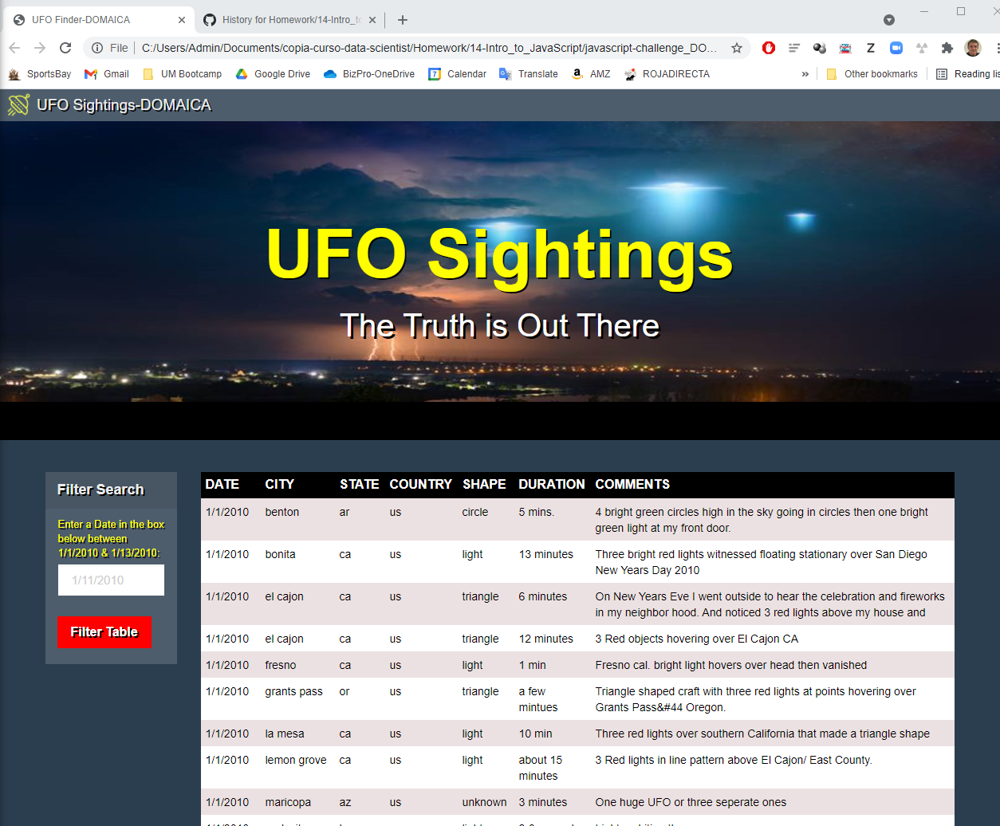 UFO Finder-DOMAICA
History for Homework/14-Intro_to
File
C:/Users/Admin/Documents/copia-curso-data-scientist/Homework/14-Intro_to_JavaScript/javascript-challenge_DO...
SportsBay Gmail UM Bootcamp Google Drive BizPro-OneDrive Calendar Translate AMZ ROJADIRECTA » Other bookmarks Reading lis
UFO Sightings-DOMAICA
UFO Sightings
The Truth is Out There
Filter Search
Enter a Date in the box
below between
1/1/2010 & 1/13/2010:
1/11/2010
Filter Table
DATE CITY STATE COUNTRY SHAPE DURATION COMMENTS
1/1/2010 benton ar us circle 5 mins. 4 bright green circles high in the sky going in circles then one bright
green light at my front door.
1/1/2010 bonita ca us light 13 minutes Three bright red lights witnessed floating stationary over San Diego
New Years Day 2010
1/1/2010 el cajon ca us triangle 6 minutes On New Years Eve I went outside to hear the celebration and fireworks
in my neighbor hood. And noticed 3 red lights above my house and
1/1/2010 el cajon ca us triangle 12 minutes 3 Red objects hovering over El Cajon CA
1/1/2010 fresno ca us light 1 min Fresno cal. bright light hovers over head then vanished
1/1/2010 grants pass or us triangle a few Triangle shaped craft with three red lights at points hovering over
mintues Grants Pass&#44 Oregon.
1/1/2010 la mesa ca us light 10 min Three red lights over southern California that made a triangle shape
1/1/2010 lemon grove ca us light about 15 3 Red lights in line pattern above El Cajon/ East County.
minutes
1/1/2010 maricopa az us unknown 3 minutes One huge UFO or three seperate ones